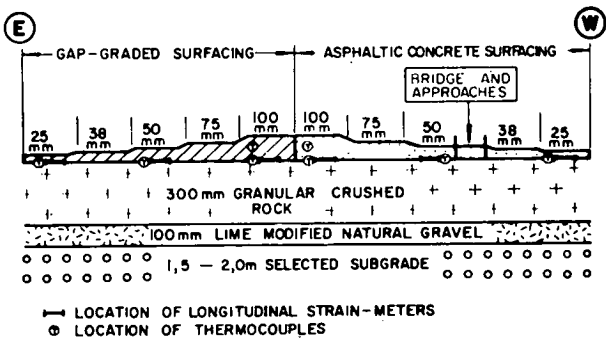 E W
GAP-GRADED SURFACING ASPHALTIC CONCRETE SURFACING
BRIDGE AND
APPROACHES
25 mm 38 mm 50 mm 75 mm 100 mm 100 mm 75 mm 50 mm 38 mm 25 mm
300mm GRANULAR CRUSHED
ROCK
100mm LIME MODIFIED NATURAL GRAVEL
1,5 – 2,0m SELECTED SUBGRADE
LOCATION OF LONGITUDINAL STRAIN-METERS
T LOCATION OF THERMOCOUPLES